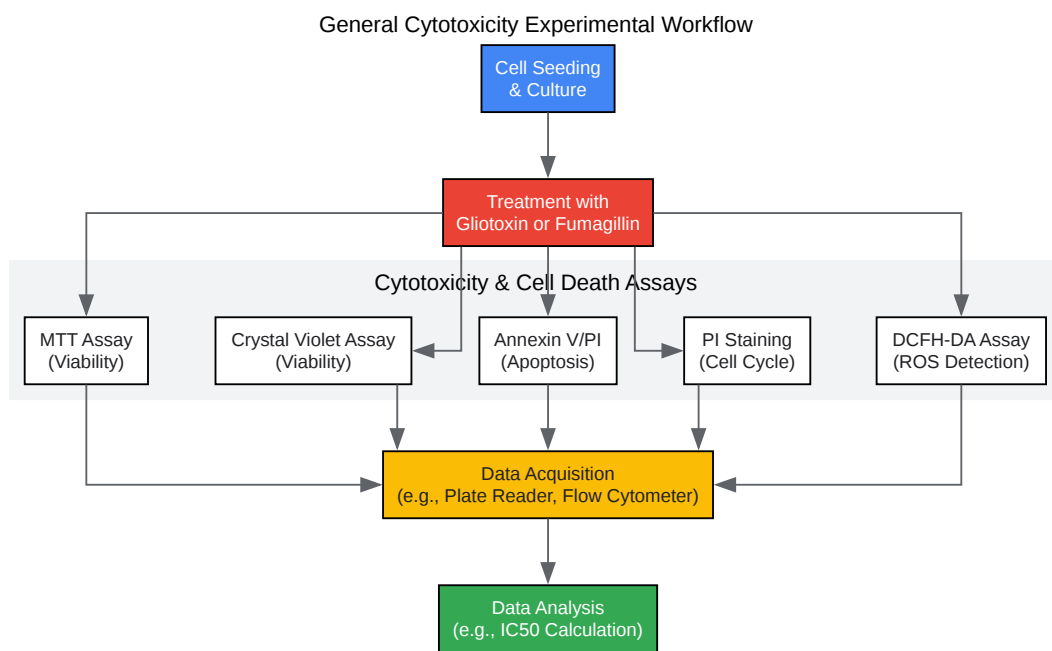 General Cytotoxicity Experimental Workflow
Cell Seeding
& Culture
Treatment with
Gliotoxin or Fumagillin
Cytotoxicity & Cell Death Assays
MTT Assay
(Viability)
Crystal Violet Assay
(Viability)
Annexin V/PI
(Apoptosis)
PI Staining
(Cell Cycle)
DCFH-DA Assay
(ROS Detection)
Data Acquisition
(e.g., Plate Reader, Flow Cytometer)
Data Analysis
(e.g., IC50 Calculation)